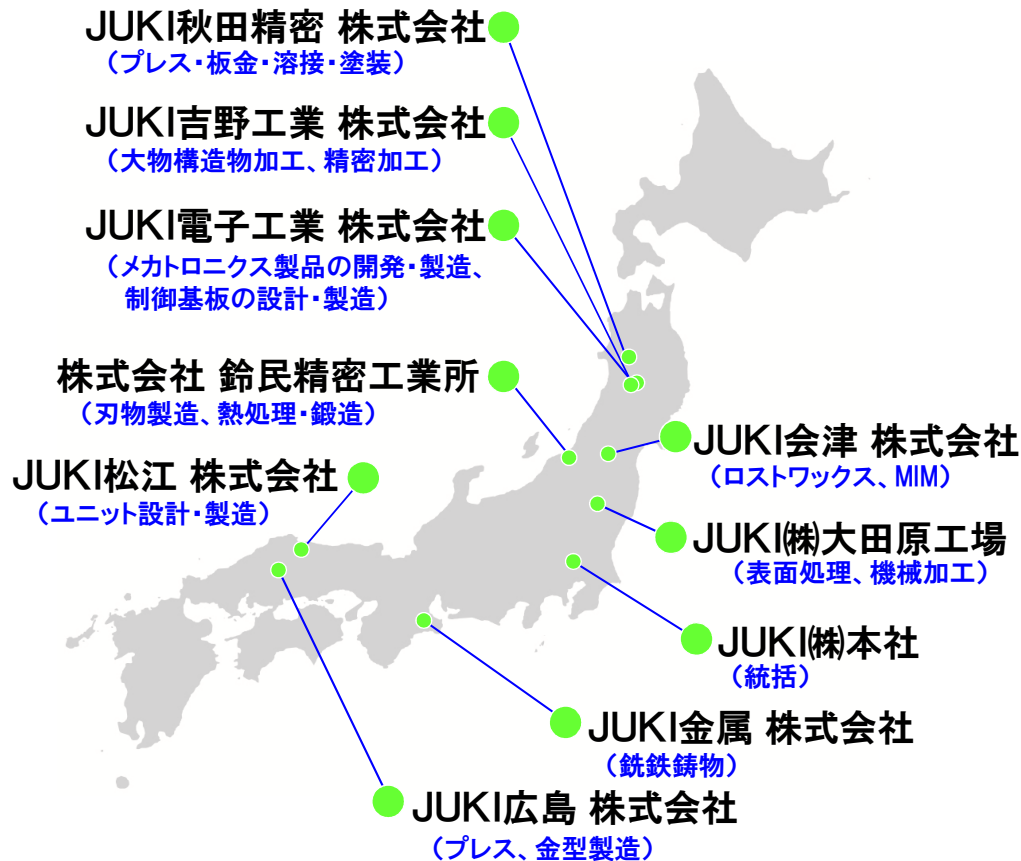 JUKI秋田精密 株式会社
（プレス・板金・溶接・塗装）
JUKI吉野工業 株式会社
（大物構造物加工、精密加工）
JUKI電子工業 株式会社
（メカトロニクス製品の開発・製造、
制御基板の設計・製造）
株式会社 鈴民精密工業所
（刃物製造、熱処理・鍛造）
JUKI会津 株式会社
（ロストワックス、MIM）
JUKI松江 株式会社
（ユニット設計・製造）
JUKI㈱大田原工場
（表面処理、機械加工）
JUKI㈱本社
（統括）
JUKI金属 株式会社
（銑鉄鋳物）
JUKI広島 株式会社
（プレス、金型製造）